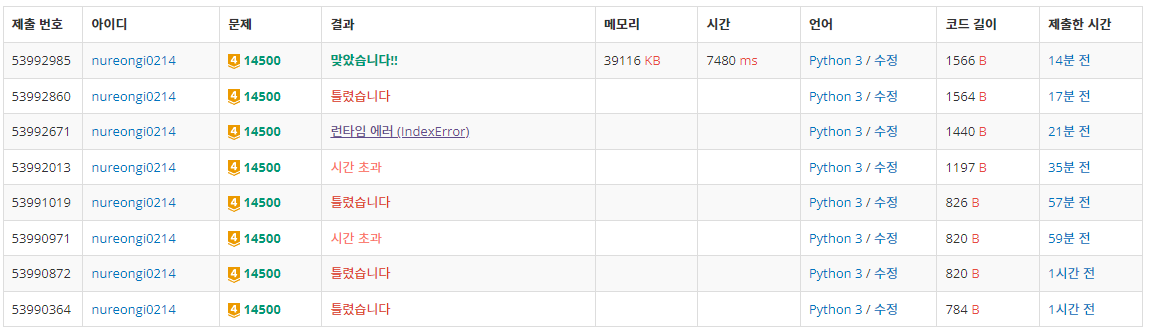 제출 번호 아이디 문제 결과 메모리 시간 언어 코드 길이 제출한 시간
53992985 nureongi0214 4 14500 맞았습니다!! 39116 KB 7480 ms Python 3 / 수정 1566 B 14분 전
53992860 nureongi0214 4 14500 틀렸습니다 Python 3 / 수정 1564 B 17분 전
53992671 nureongi0214 4 14500 런타임 에러 (IndexError) Python 3 / 수정 1440 B 21분 전
53992013 nureongi0214 4 14500 시간 초과 Python 3 / 수정 1197 B 35분 전
53991019 nureongi0214 4 14500 틀렸습니다 Python 3 / 수정 826 B 57분 전
53990971 nureongi0214 4 14500 시간 초과 Python 3 / 수정 820 B 59분 전
53990872 nureongi0214 4 14500 틀렸습니다 Python 3 / 수정 820 B 1시간 전
53990364 nureongi0214 4 14500 틀렸습니다 Python 3 / 수정 784 B 1시간 전